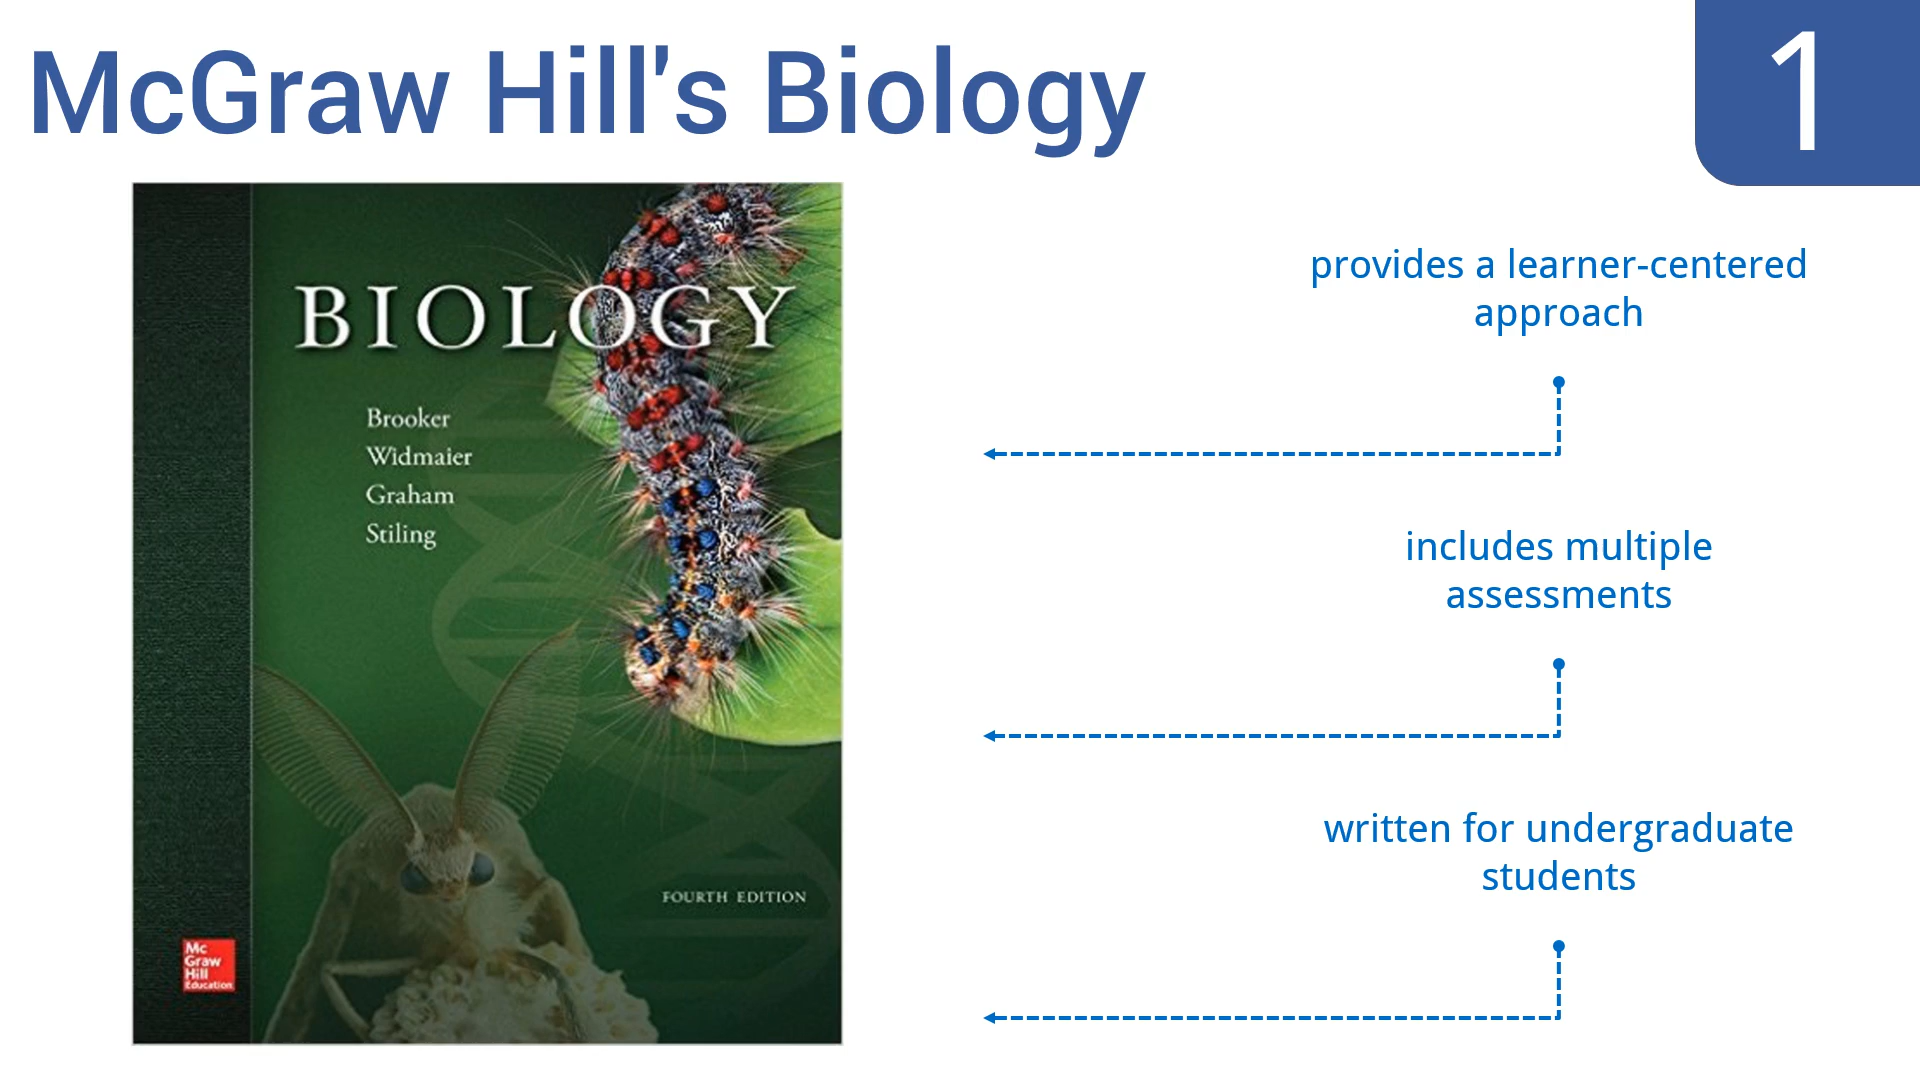 McGraw Hill's Biology
1
BIOLOGY
Brooker
Widmaier
Graham
Stiling
FOURTH EDITION
Mc
Graw
Hill
Education
provides a learner-centered
approach
includes multiple
assessments
written for undergraduate
students